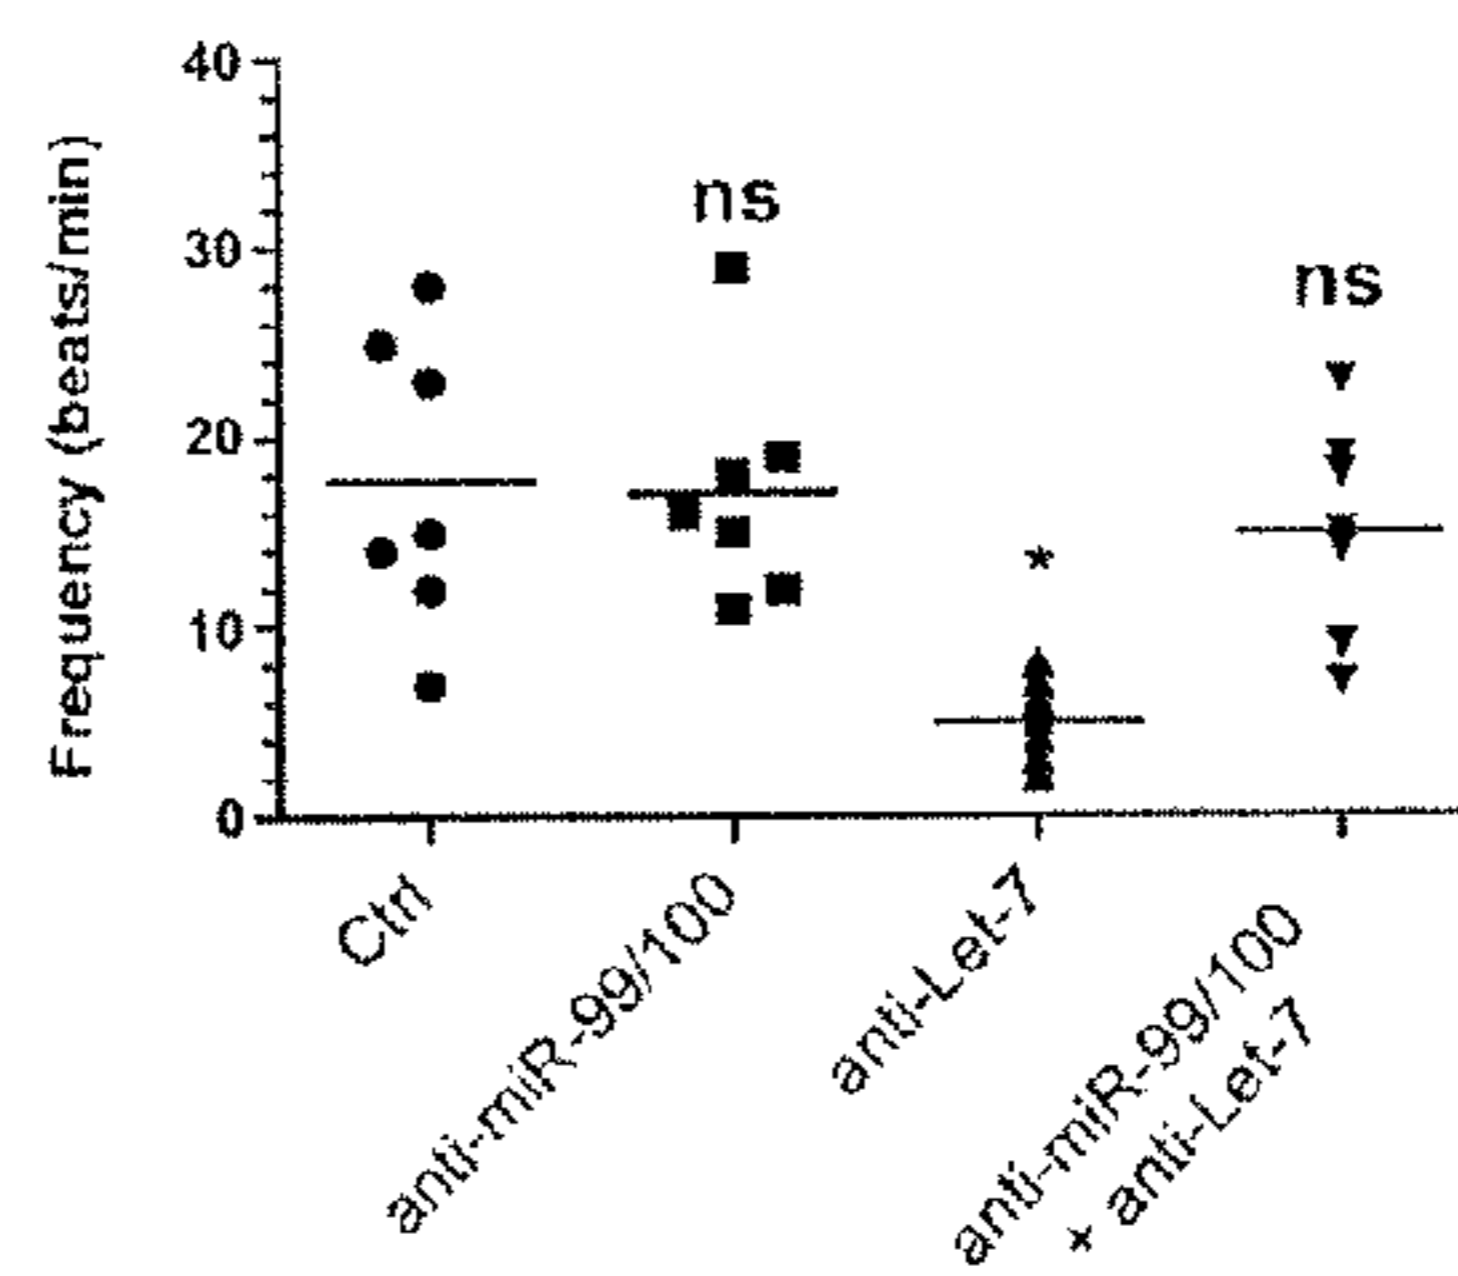 Frequency (beats/min)
40
30
20
10
0
ns
*
ns
Ctrl
anti-miR-99/100
anti-Let-7
anti-miR-99/100
+ anti-Let-7